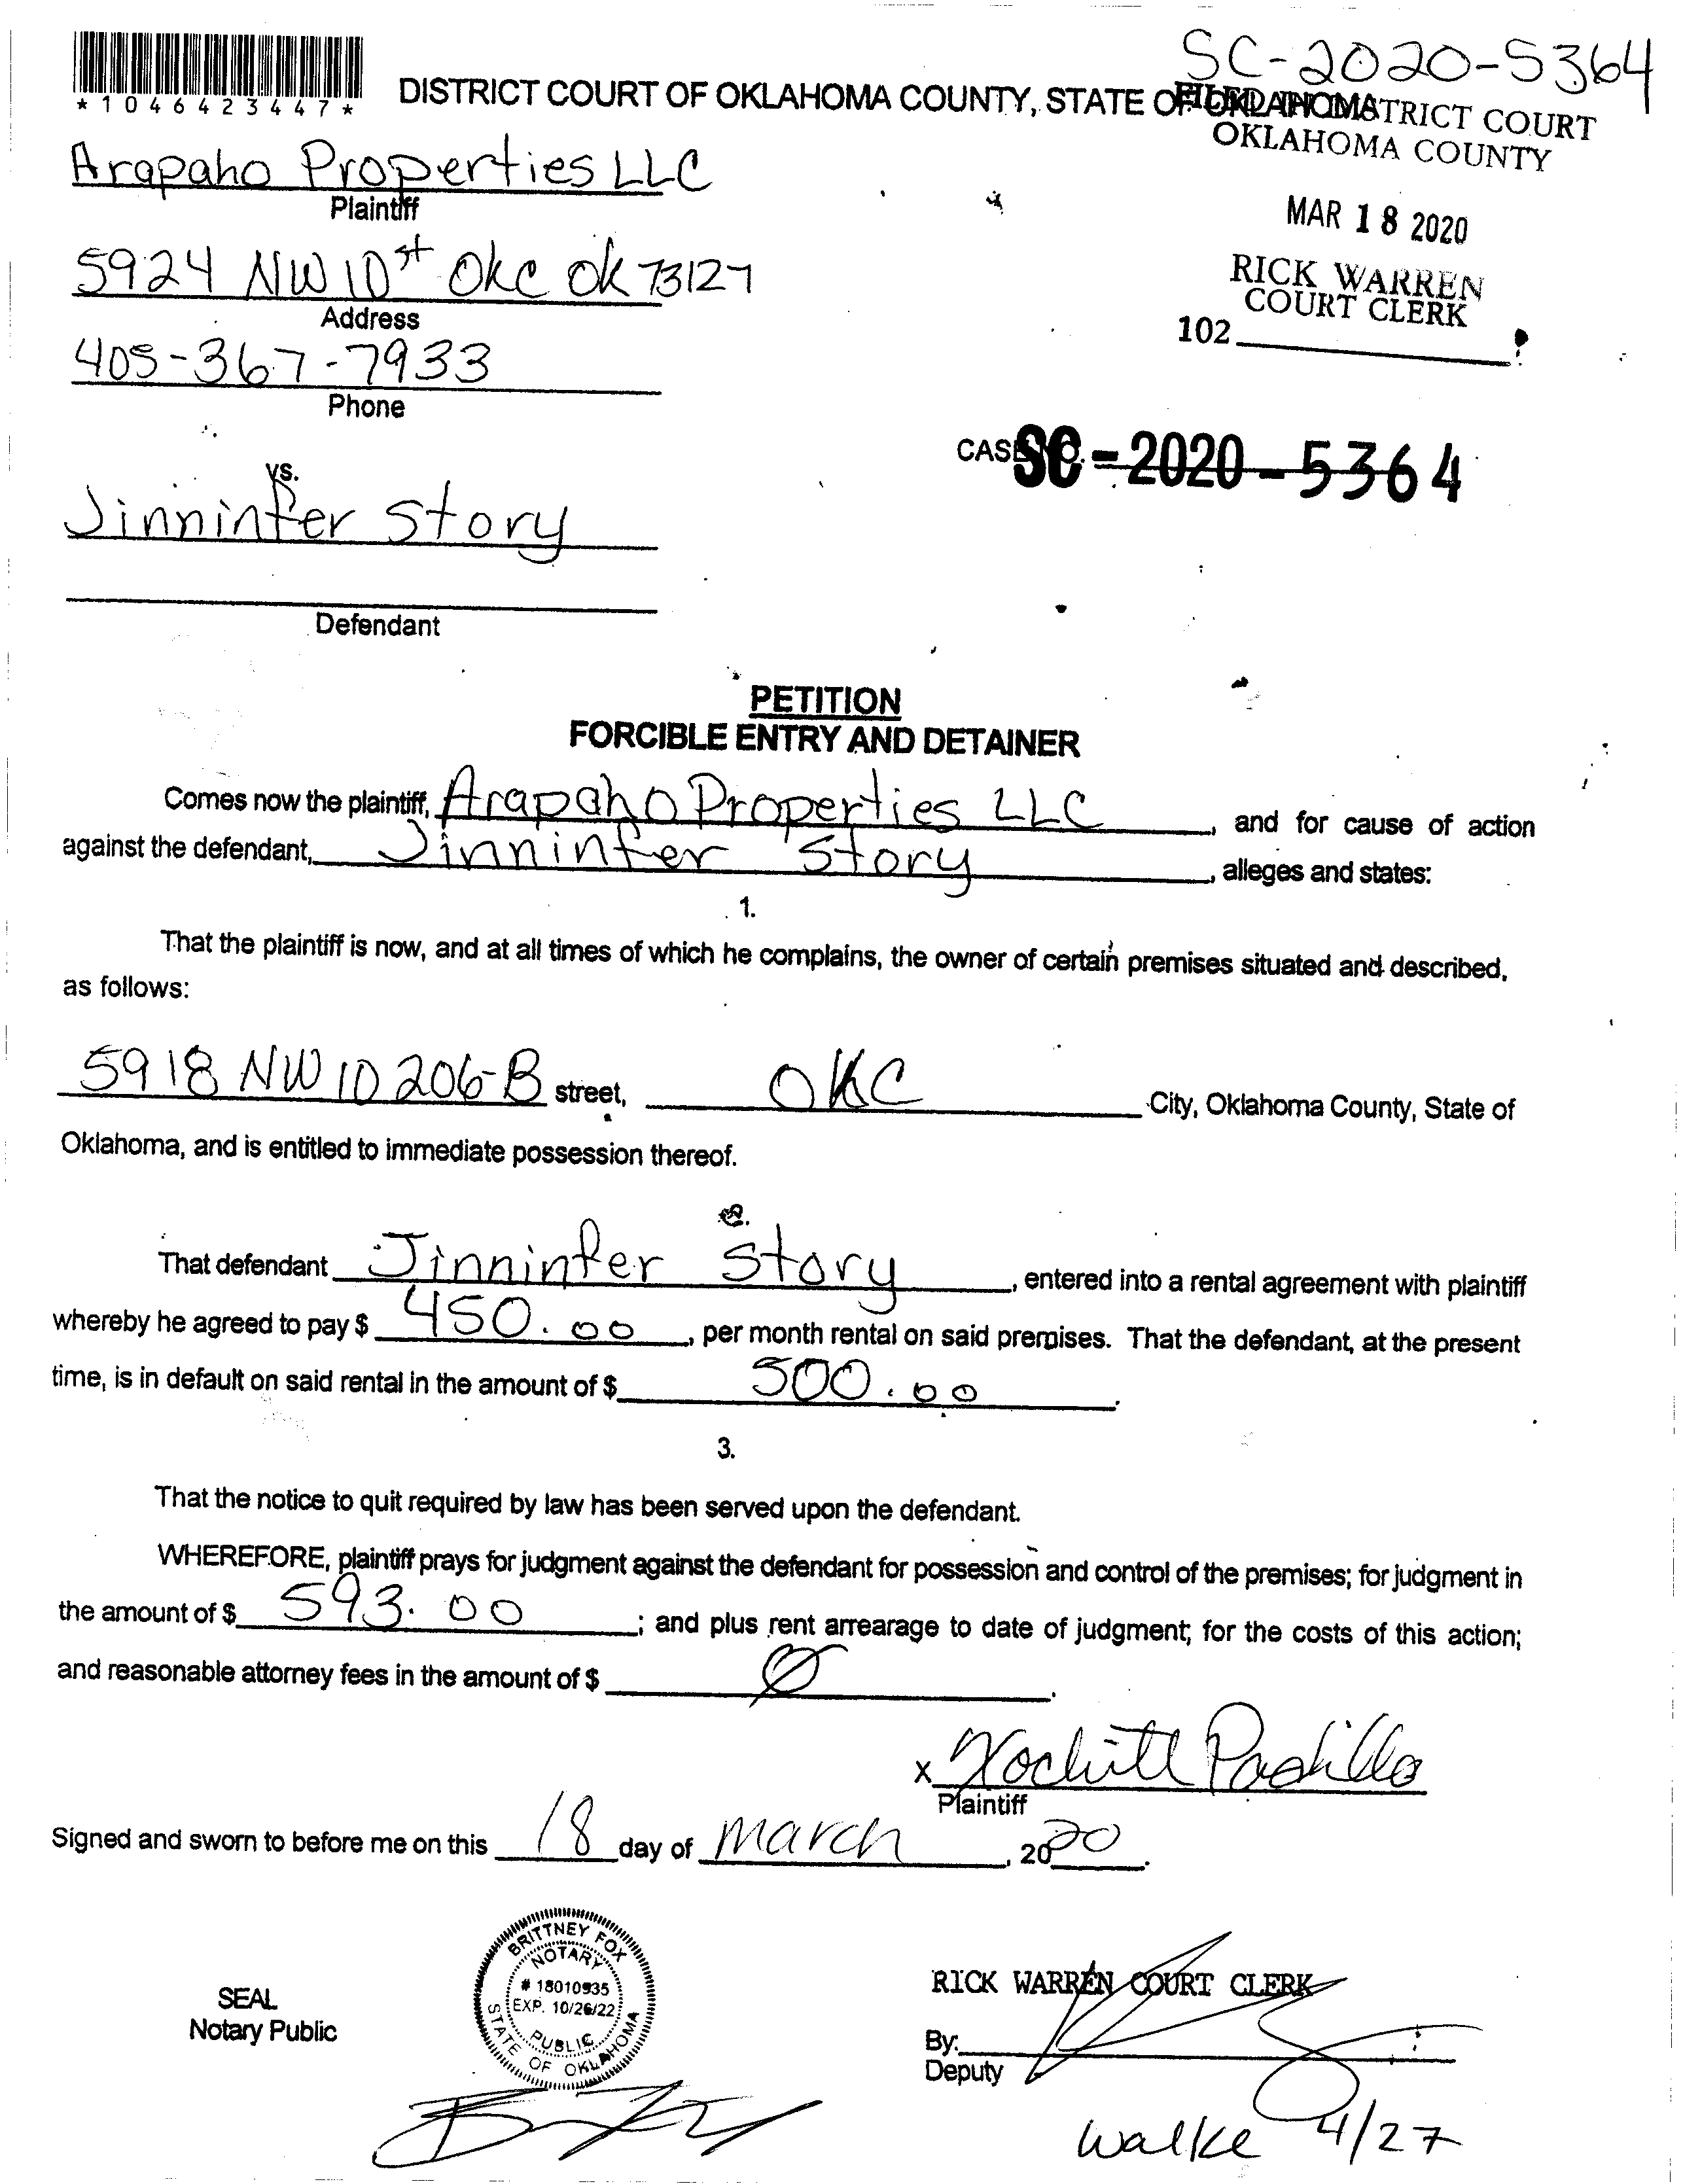 SC-2020-5364
*1046423447*
DISTRICT COURT OF OKLAHOMA COUNTY, STATE OF OKLAHOMA
FILED IN DISTRICT COURT
OKLAHOMA COUNTY
Arapaho Properties LLC
Plaintiff
MAR 18 2020
5924 NW 10st OKC OK 73127
Address
RICK WARREN
COURT CLERK
102
405-367-7933
Phone
CASE NO. SC-2020-5364
vs.
Jinninfer Story
Defendant
PETITION
FORCIBLE ENTRY AND DETAINER
Comes now the plaintiff, Arapaho Properties LLC, and for cause of action
against the defendant, Jinninfer Story, alleges and states:
1.
That the plaintiff is now, and at all times of which he complains, the owner of certain premises situated and described,
as follows:
5918 NW 10 206-B street, OKC City, Oklahoma County, State of
Oklahoma, and is entitled to immediate possession thereof.
2.
That defendant Jinninfer Story, entered into a rental agreement with plaintiff
whereby he agreed to pay $ 450.00, per month rental on said premises. That the defendant, at the present
time, is in default on said rental in the amount of $ 500.00.
3.
That the notice to quit required by law has been served upon the defendant.
WHEREFORE, plaintiff prays for judgment against the defendant for possession and control of the premises; for judgment in
the amount of $ 593.00; and plus rent arrearage to date of judgment; for the costs of this action;
and reasonable attorney fees in the amount of $ Ø.
x Xochitl Padilla
Plaintiff
Signed and sworn to before me on this 18 day of March, 2020.
SEAL
Notary Public
BRITTNEY FOX
NOTARY
# 18010935
EXP. 10/26/22
PUBLIC
STATE OF OKLAHOMA
RICK WARREN COURT CLERK
By:
Deputy
Walke 4/27